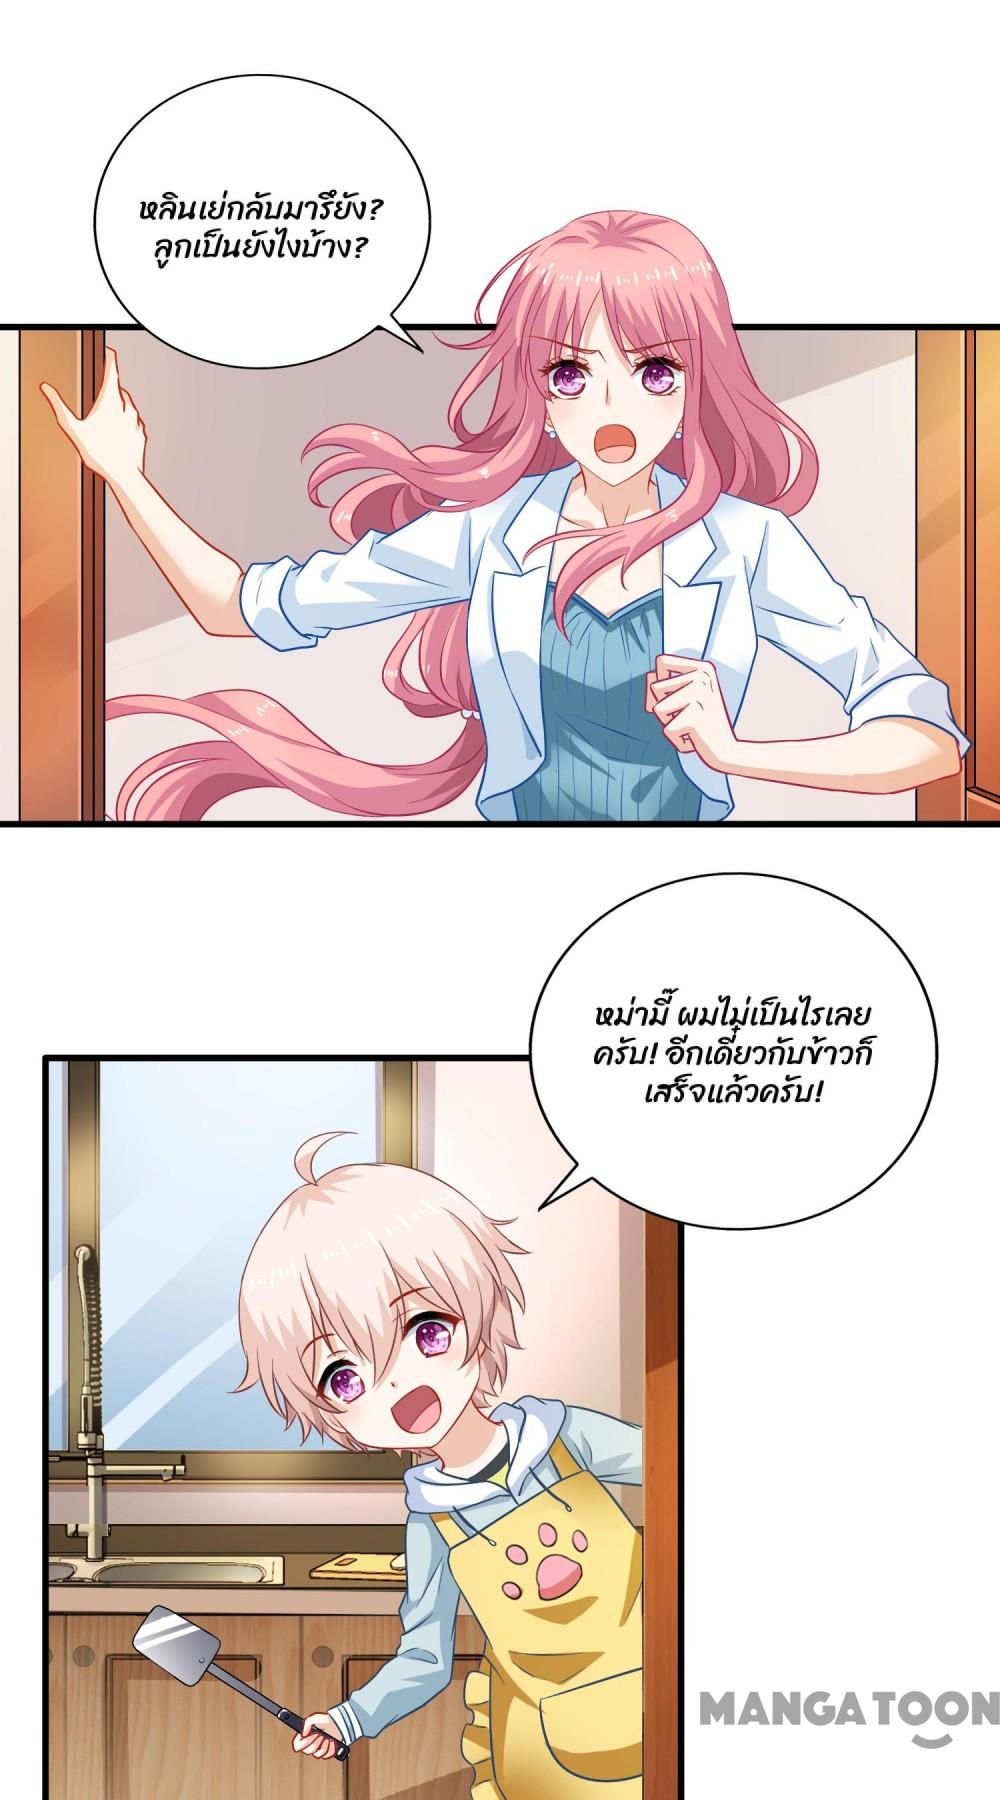 หลินเย่กลับมารึยัง?
ลูกเป็นยังไงบ้าง?
หม่ามี๊ ผมไม่เป็นไรเลย
ครับ! อีกเดี๋ยวกับข้าวก็
เสร็จแล้วครับ!
MANGATOON